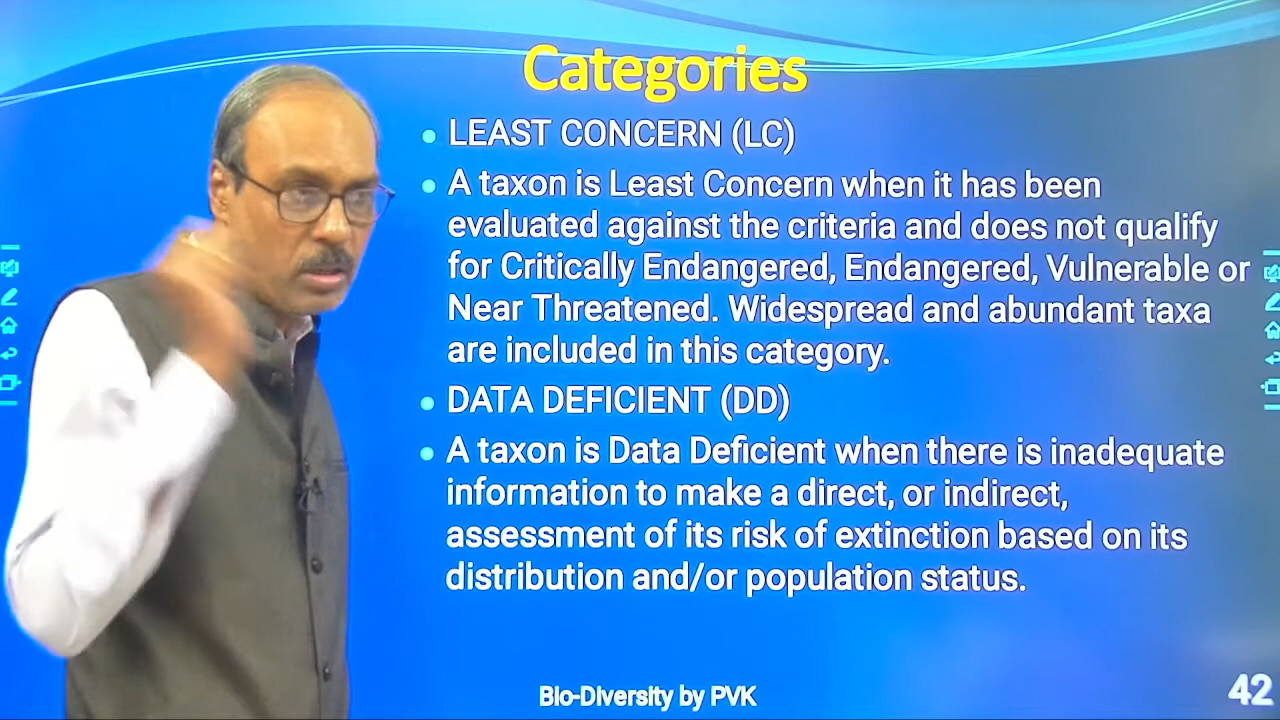 Categories
LEAST CONCERN (LC)
A taxon is Least Concern when it has been
evaluated against the criteria and does not qualify
for Critically Endangered, Endangered, Vulnerable or
Near Threatened. Widespread and abundant taxa
are included in this category.
DATA DEFICIENT (DD)
A taxon is Data Deficient when there is inadequate
information to make a direct, or indirect,
assessment of its risk of extinction based on its
distribution and/or population status.
Bio-Diversity by PVK
42